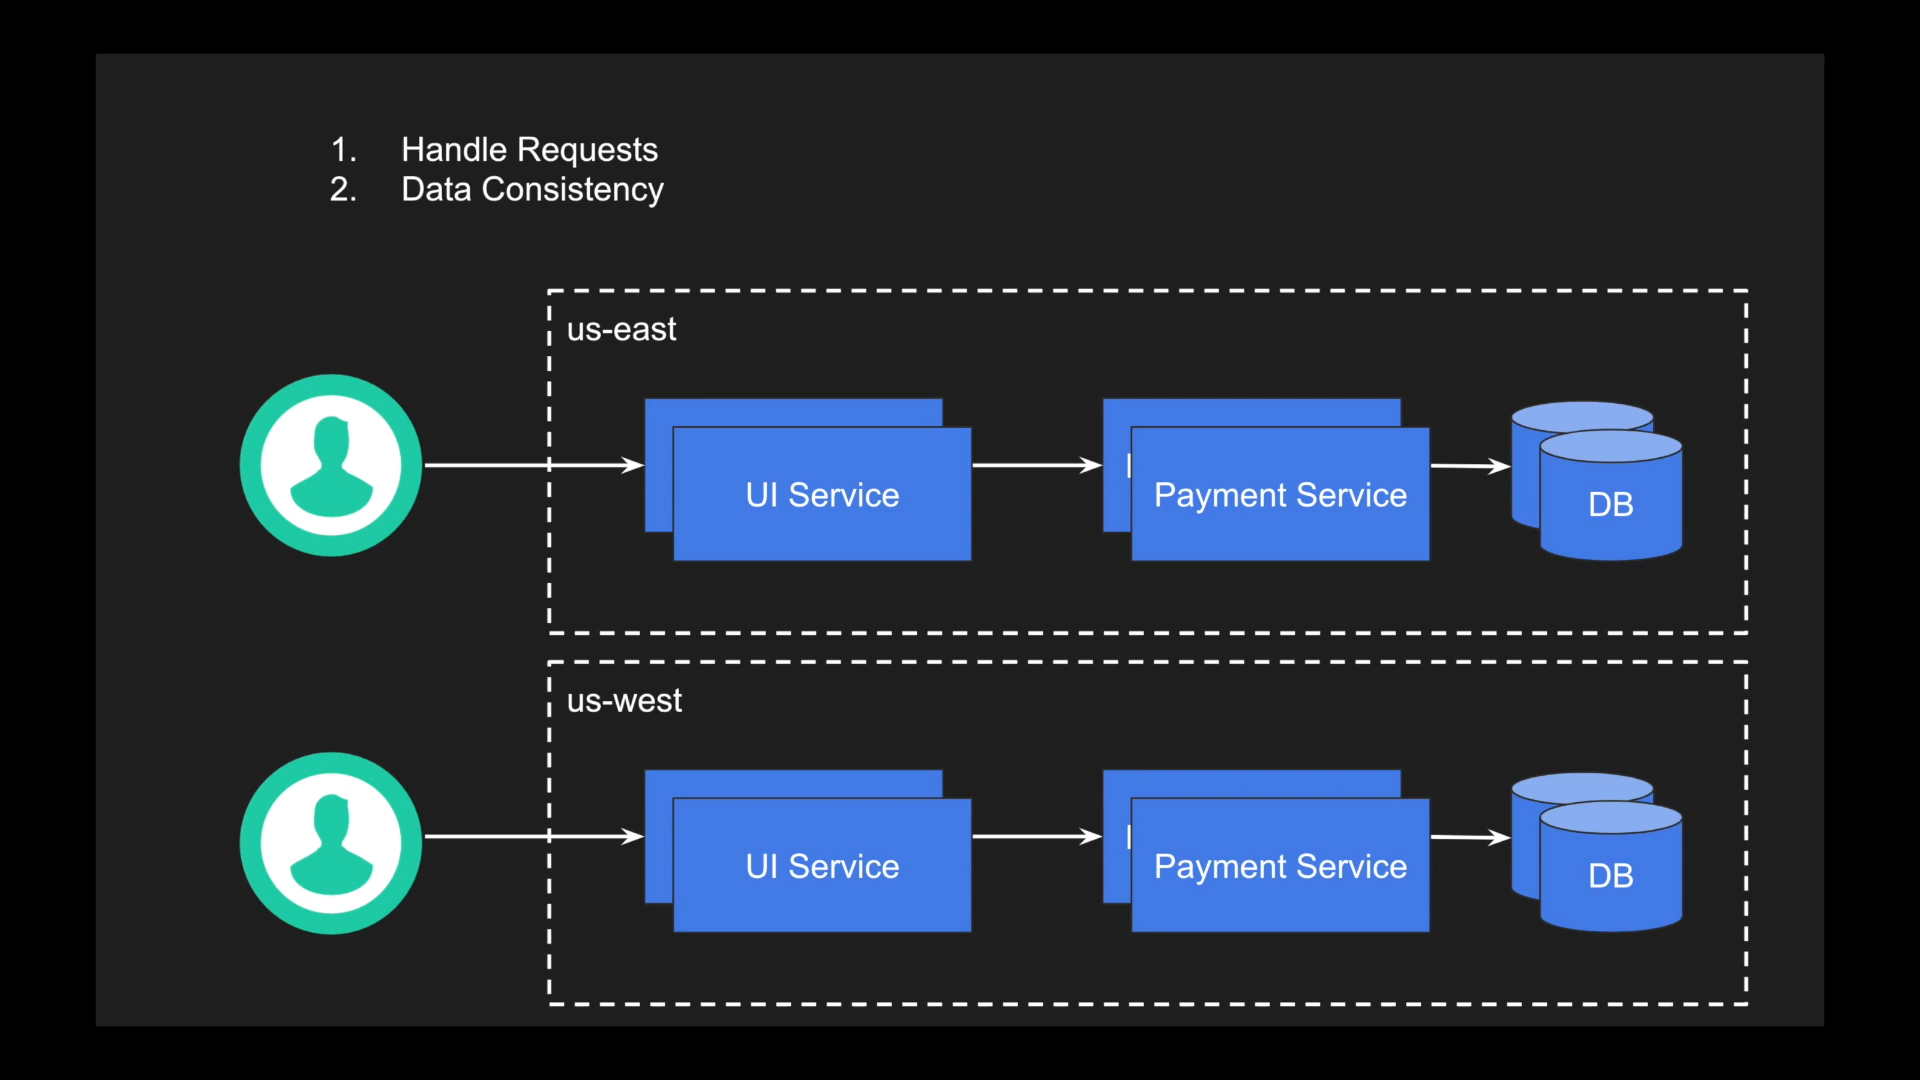 1. Handle Requests
2. Data Consistency
us-east
UI Service
Payment Service
DB
us-west
UI Service
Payment Service
DB